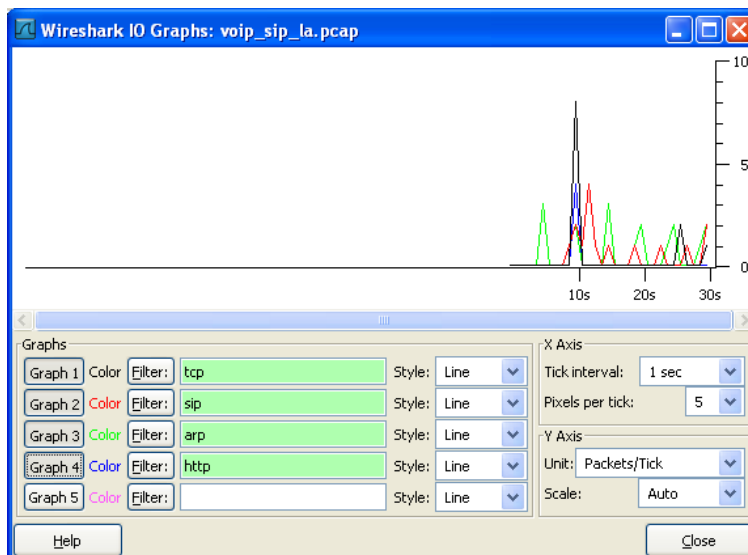 Wireshark IO Graphs: voip_sip_la.pcap
10
5
0
10s 20s 30s
Graphs
Graph 1 Color Filter: tcp Style: Line
Graph 2 Color Filter: sip Style: Line
Graph 3 Color Filter: arp Style: Line
Graph 4 Color Filter: http Style: Line
Graph 5 Color Filter: Style: Line
X Axis
Tick interval: 1 sec
Pixels per tick: 5
Y Axis
Unit: Packets/Tick
Scale: Auto
Help Close